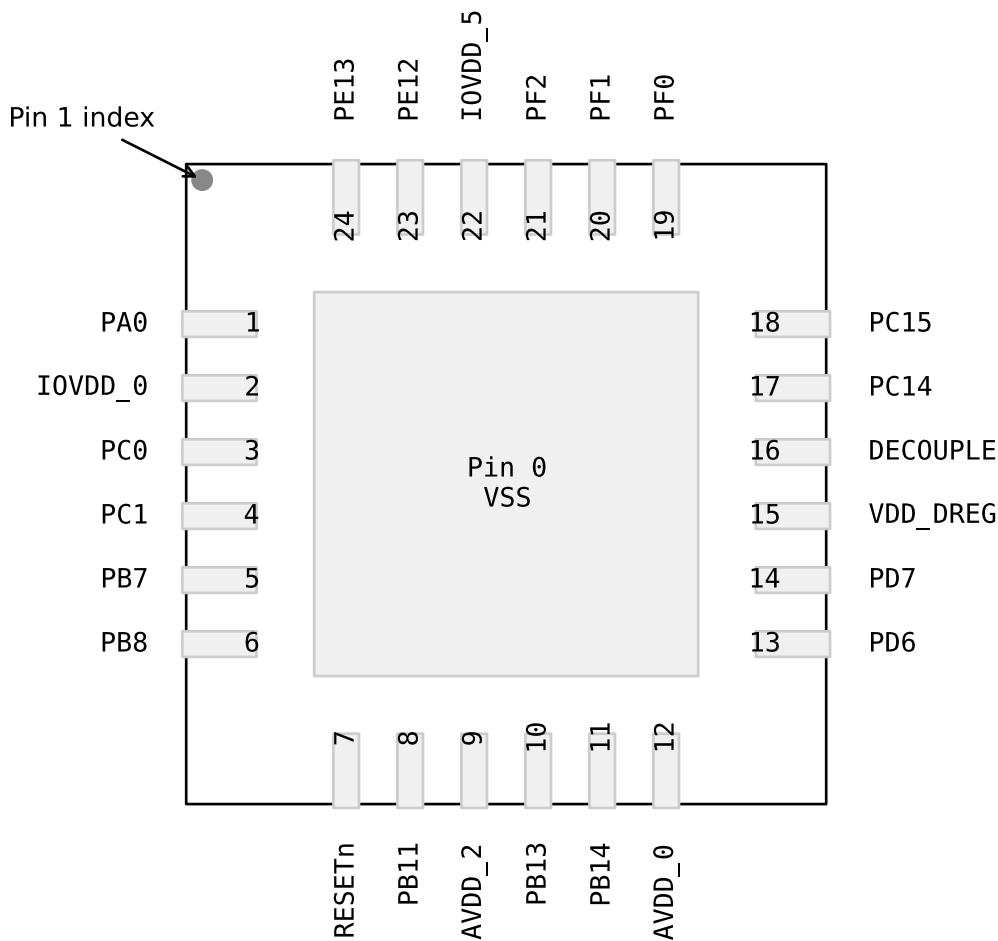 IOVDD_5
PE13
PE12
PF2
PF1
PF0
Pin 1 index
24
23
22
21
20
19
PA0 1
18 PC15
IOVDD_0 2
17 PC14
PC0 3
16 DECOUPLE
Pin 0
VSS
PC1 4
15 VDD_DREG
PB7 5
14 PD7
PB8 6
13 PD6
7
8
9
10
11
12
RESETn
PB11
AVDD_2
PB13
PB14
AVDD_0